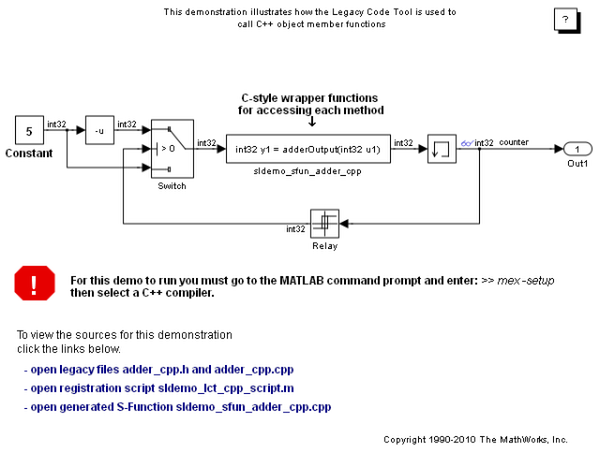 This demonstration illustrates how the Legacy Code Tool is used to
call C++ object member functions
?
C-style wrapper functions
for accessing each method
5
Constant
int32
-u
int32
> 0
Switch
int32
int32 y1 = adderOutput(int32 u1)
sldemo_sfun_adder_cpp
int32
int32
counter
1
Out1
int32
Relay
!
For this demo to run you must go to the MATLAB command prompt and enter: >> mex-setup
then select a C++ compiler.
To view the sources for this demonstration
click the links below.
- open legacy files adder_cpp.h and adder_cpp.cpp
- open registration script sldemo_lct_cpp_script.m
- open generated S-Function sldemo_sfun_adder_cpp.cpp
Copyright 1990-2010 The MathWorks, Inc.